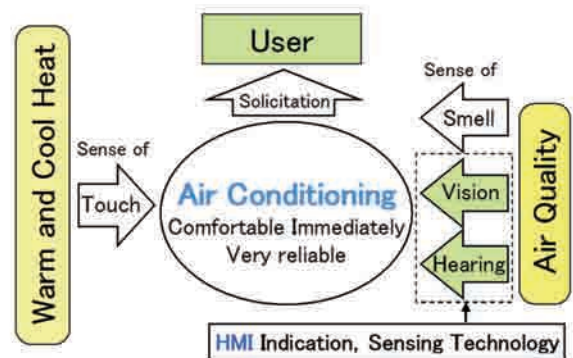 User
Solicitation
Sense of
Smell
Warm and Cool Heat
Sense of
Touch
Air Conditioning
Comfortable Immediately
Very reliable
Vision
Hearing
Air Quality
HMI Indication, Sensing Technology